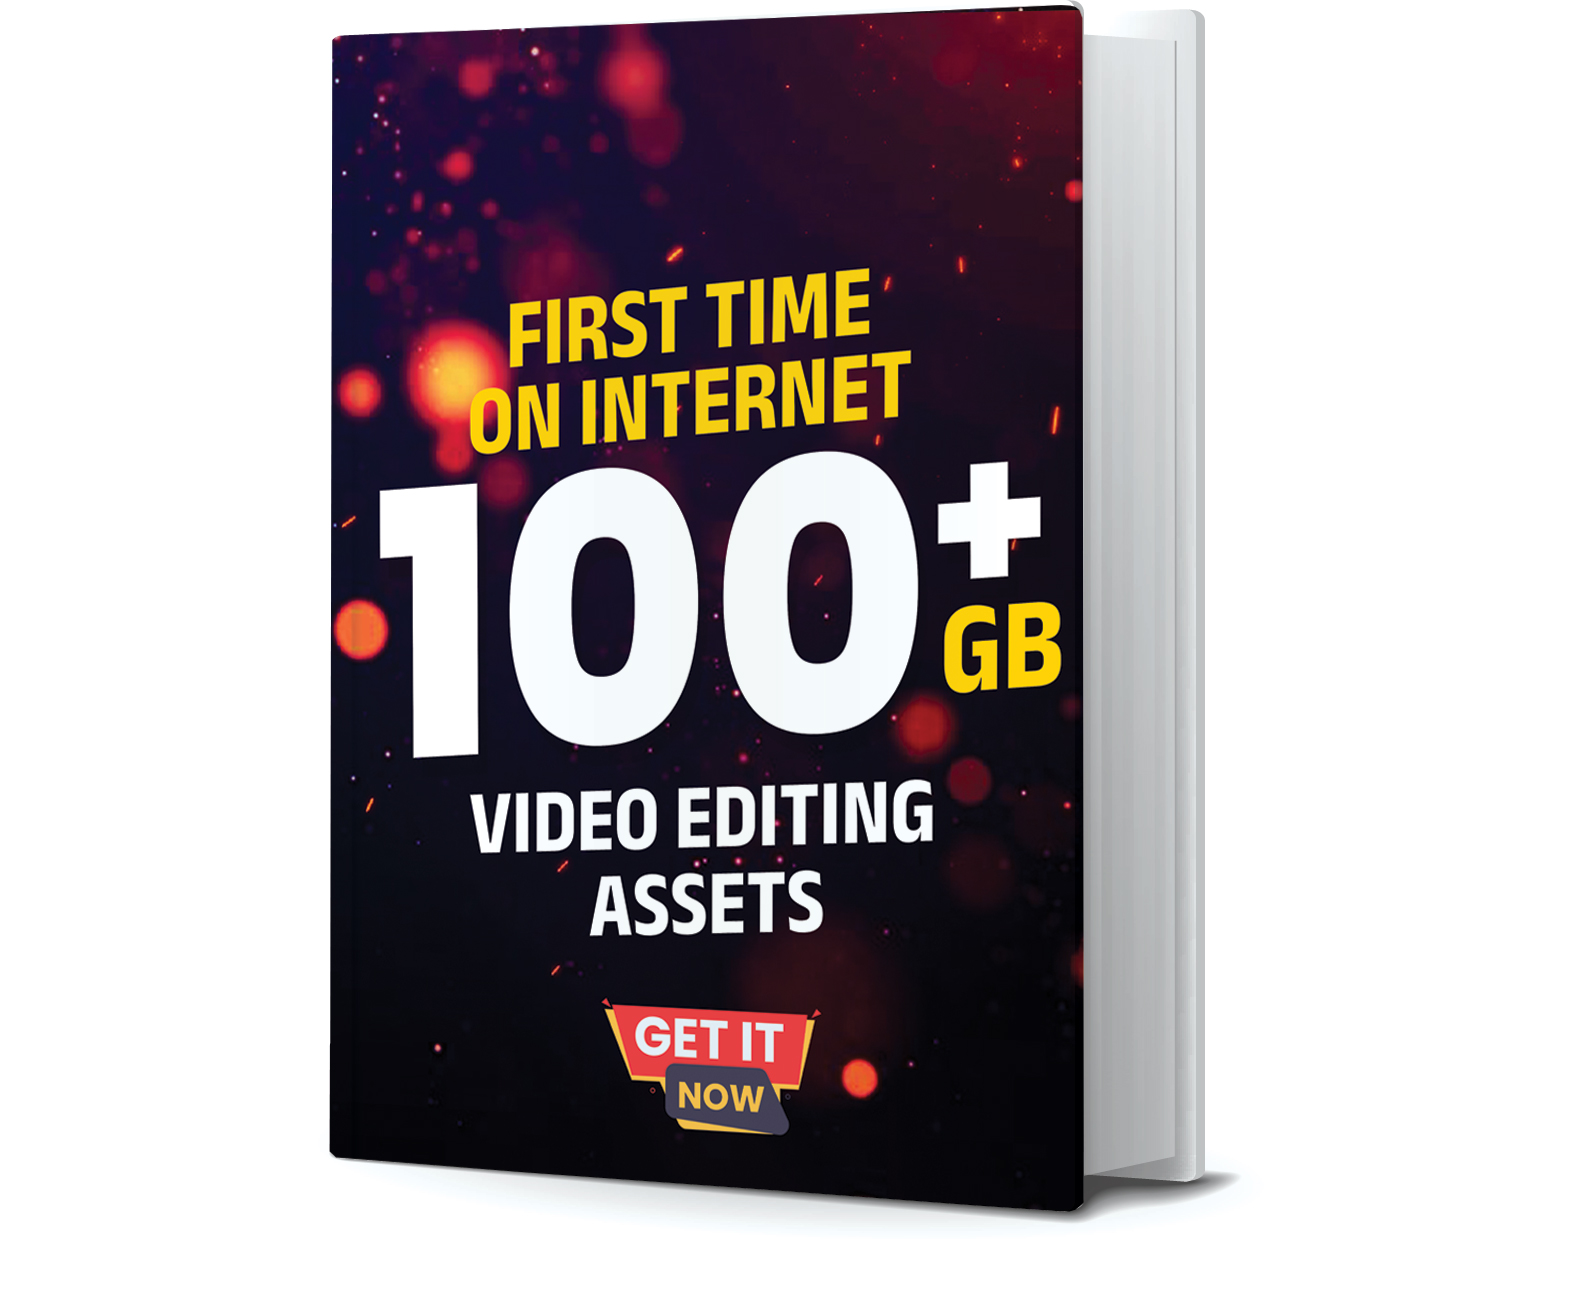 FIRST TIME
ON INTERNET
100+
GB
VIDEO EDITING
ASSETS
GET IT
NOW